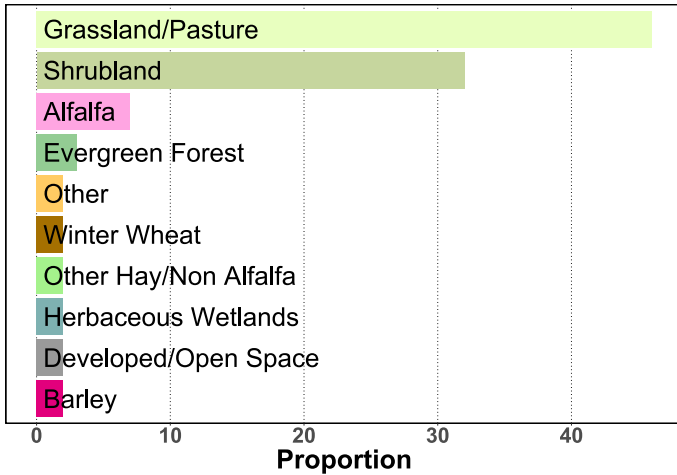 Grassland/Pasture
Shrubland
Alfalfa
Evergreen Forest
Other
Winter Wheat
Other Hay/Non Alfalfa
Herbaceous Wetlands
Developed/Open Space
Barley
0 10 20 30 40
Proportion